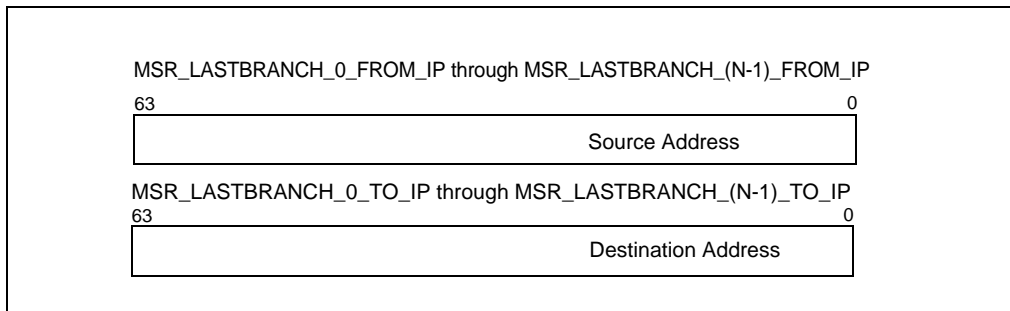 MSR_LASTBRANCH_0_FROM_IP through MSR_LASTBRANCH_(N-1)_FROM_IP
63 0
Source Address
MSR_LASTBRANCH_0_TO_IP through MSR_LASTBRANCH_(N-1)_TO_IP
63 0
Destination Address